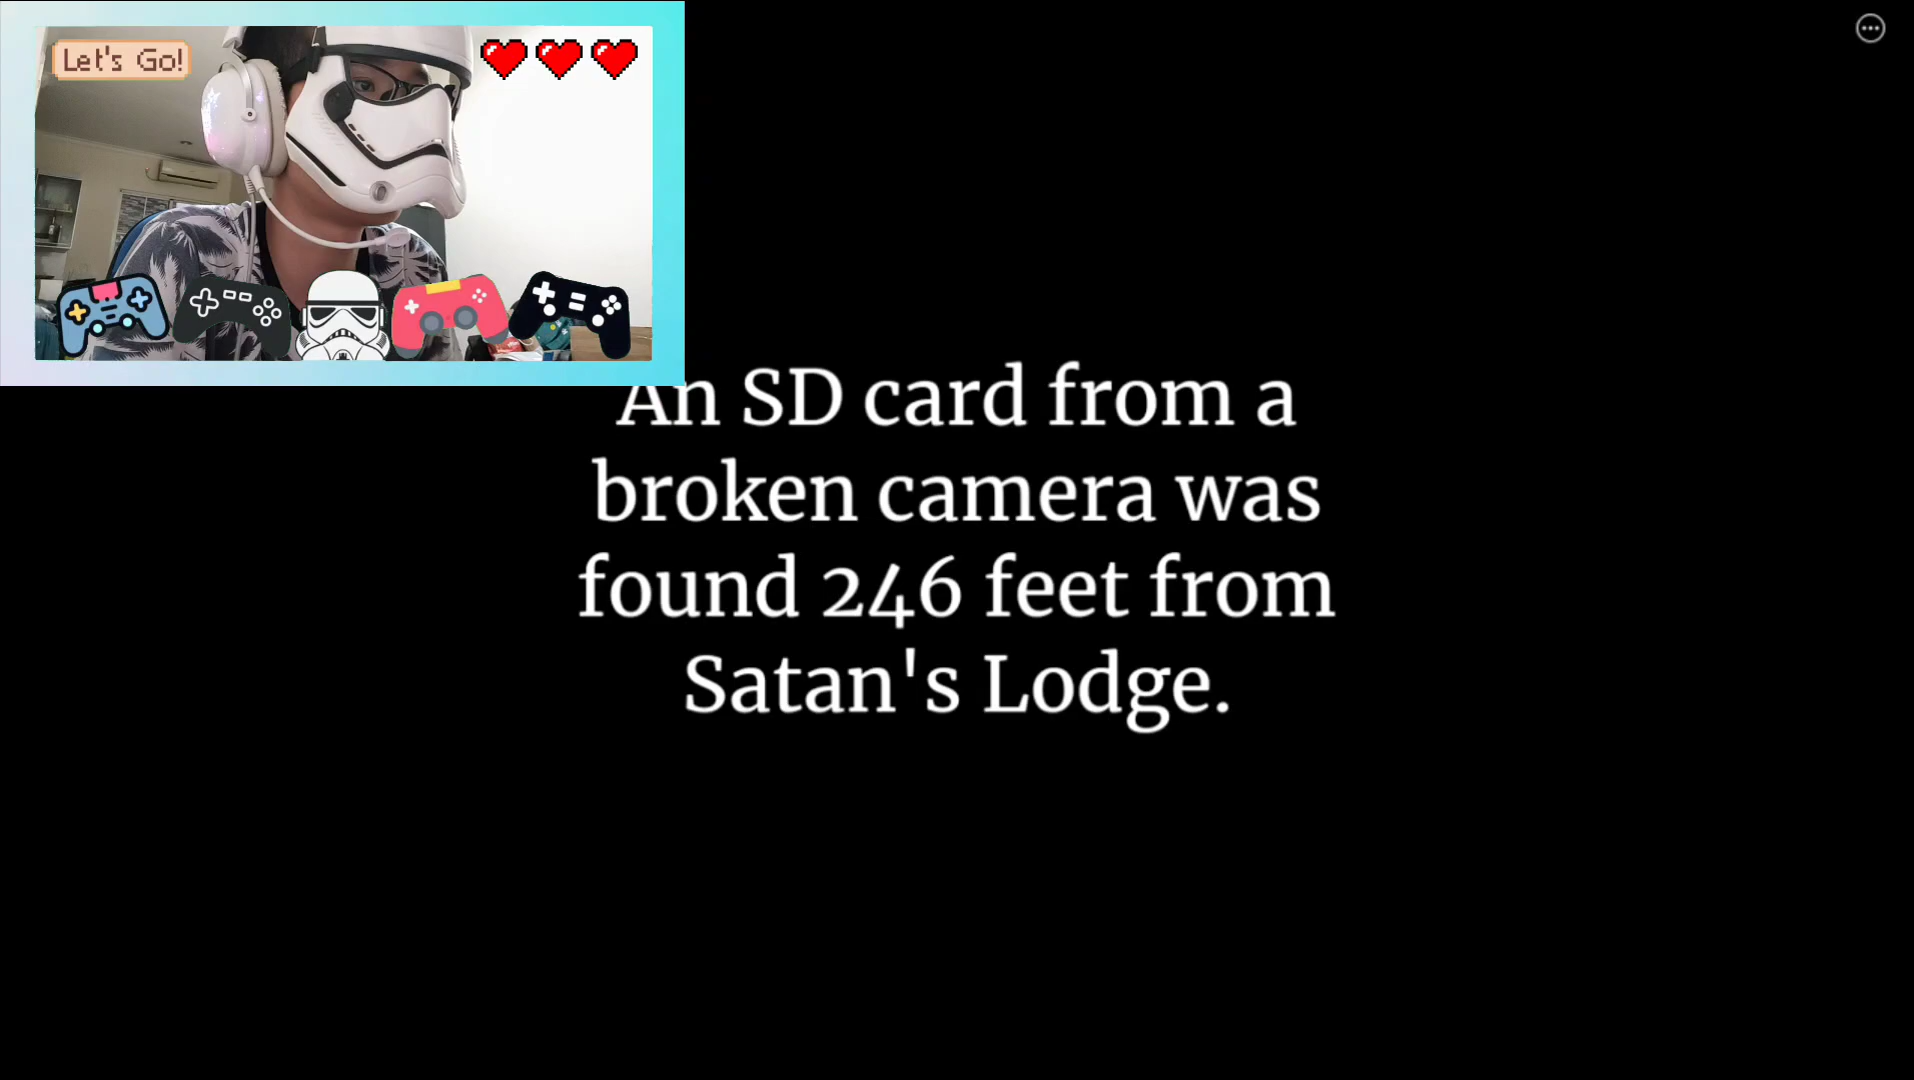 Let's Go!
An SD card from a
broken camera was
found 246 feet from
Satan's Lodge.